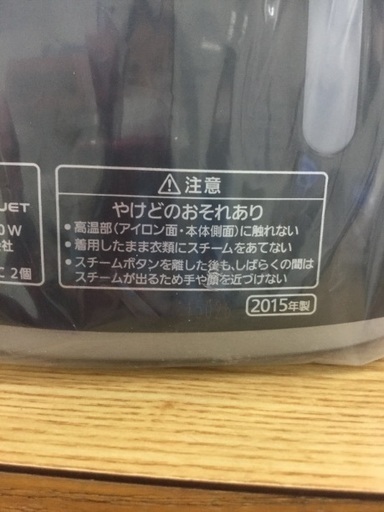 ⚠注意
やけどのおそれあり
・高温部(アイロン面・本体側面)に触れない
・着用したまま衣類にスチームをあてない
・スチームボタンを離した後も、しばらくの間は
スチームが出るため手や顔を近づけない
2015年製
JET
0W
会社
に 2個